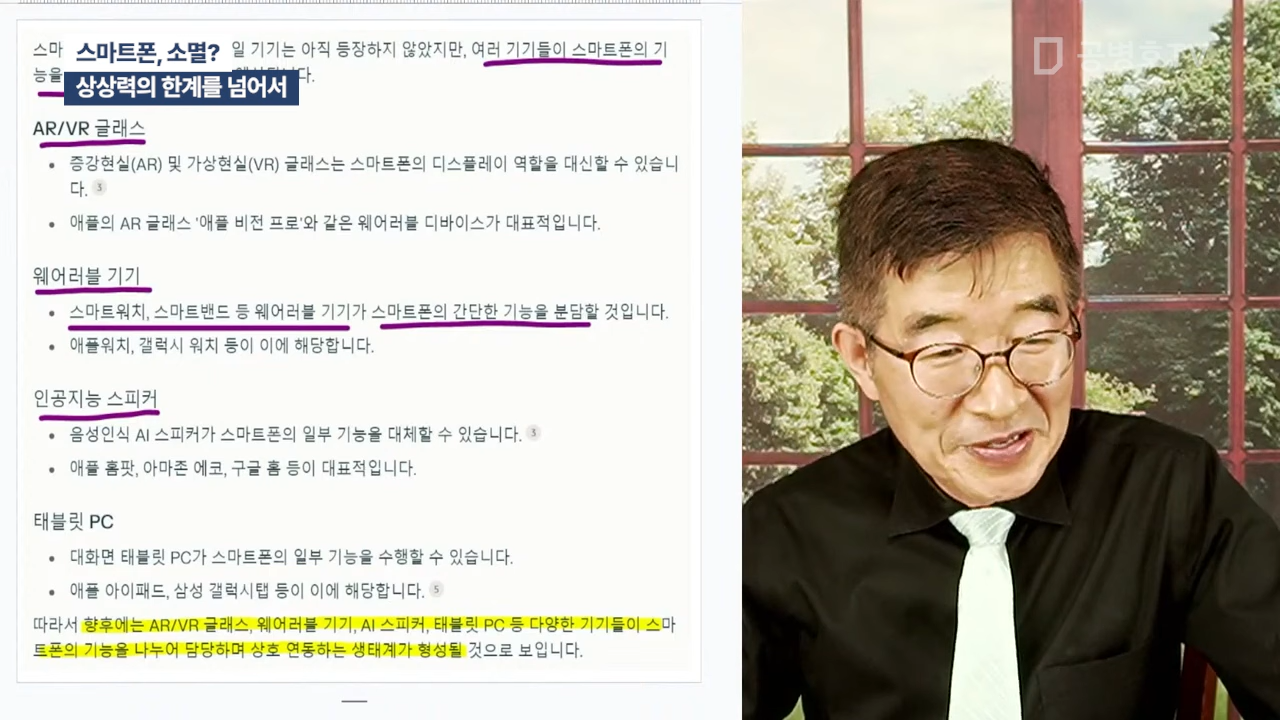 스마트폰, 소멸?
상상력의 한계를 넘어서
공병호TV
스마 일 기기는 아직 등장하지 않았지만, 여러 기기들이 스마트폰의 기
능을
AR/VR 글래스
• 증강현실(AR) 및 가상현실(VR) 글래스는 스마트폰의 디스플레이 역할을 대신할 수 있습니
다. 3
• 애플의 AR 글래스 '애플 비전 프로'와 같은 웨어러블 디바이스가 대표적입니다.
웨어러블 기기
• 스마트워치, 스마트밴드 등 웨어러블 기기가 스마트폰의 간단한 기능을 분담할 것입니다.
• 애플워치, 갤럭시 워치 등이 이에 해당합니다.
인공지능 스피커
• 음성인식 AI 스피커가 스마트폰의 일부 기능을 대체할 수 있습니다. 3
• 애플 홈팟, 아마존 에코, 구글 홈 등이 대표적입니다.
태블릿 PC
• 대화면 태블릿 PC가 스마트폰의 일부 기능을 수행할 수 있습니다.
• 애플 아이패드, 삼성 갤럭시탭 등이 이에 해당합니다. 5
따라서 향후에는 AR/VR 글래스, 웨어러블 기기, AI 스피커, 태블릿 PC 등 다양한 기기들이 스마
트폰의 기능을 나누어 담당하며 상호 연동하는 생태계가 형성될 것으로 보입니다.